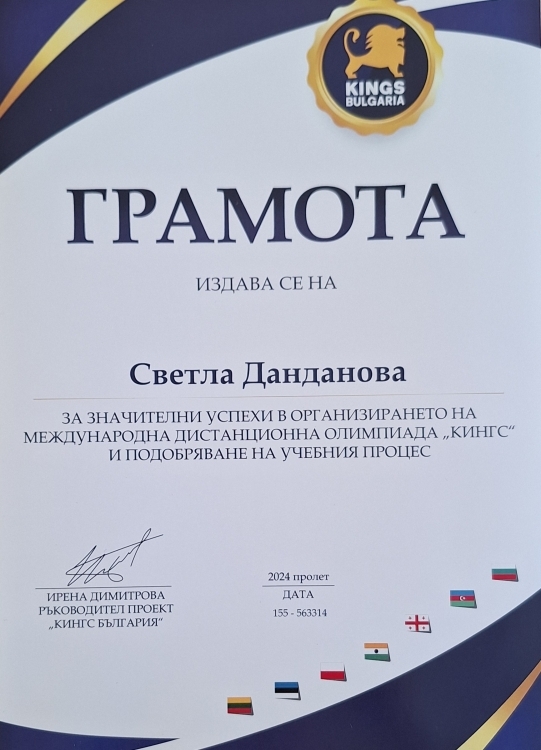 KINGS
BULGARIA
ГРАМОТА
ИЗДАВА СЕ НА
Светла Данданова
ЗА ЗНАЧИТЕЛНИ УСПЕХИ В ОРГАНИЗИРАНЕТО НА
МЕЖДУНАРОДНА ДИСТАНЦИОННА ОЛИМПИАДА „КИНГС“
И ПОДОБРЯВАНЕ НА УЧЕБНИЯ ПРОЦЕС
ИРЕНА ДИМИТРОВА
РЪКОВОДИТЕЛ ПРОЕКТ
„КИНГС БЪЛГАРИЯ“
2024 пролет
ДАТА
155 - 563314